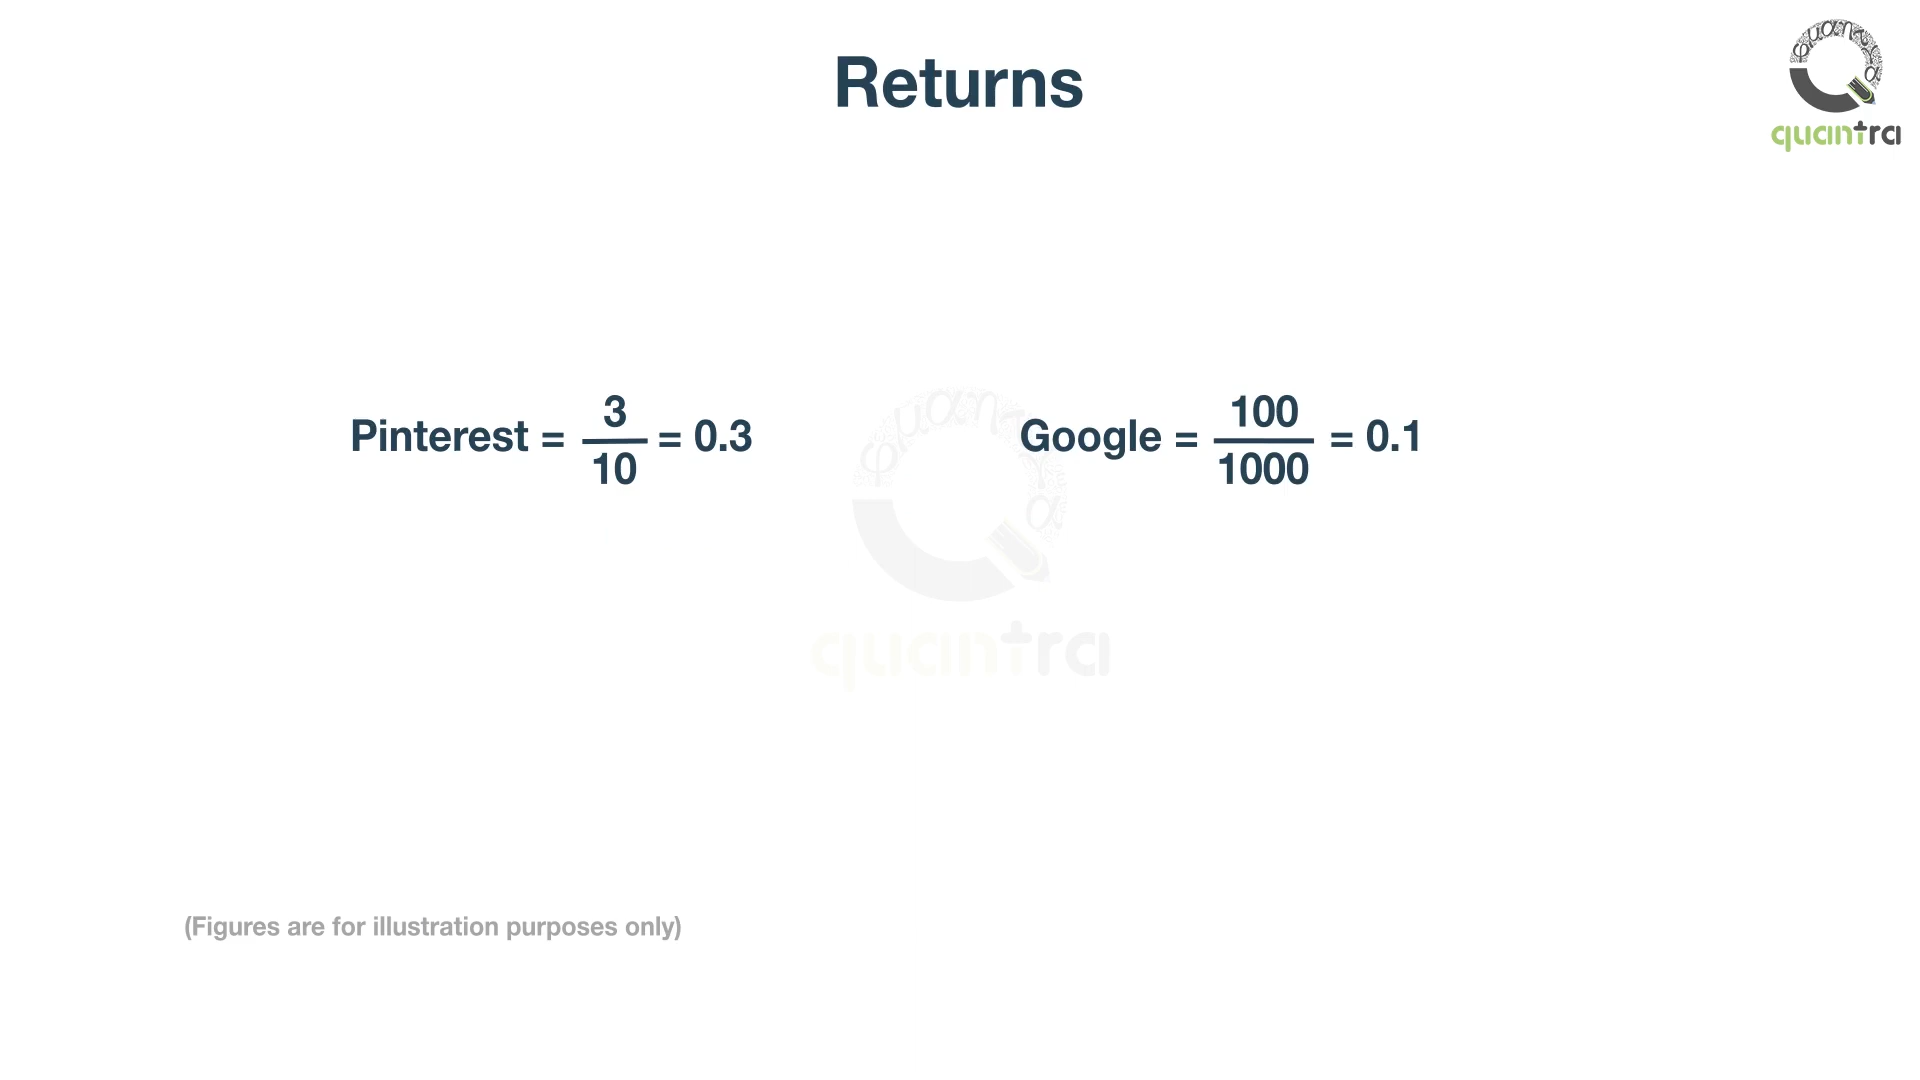 Returns
quantra
Pinterest = 3/10 = 0.3
Google = 100/1000 = 0.1
quantra
(Figures are for illustration purposes only)